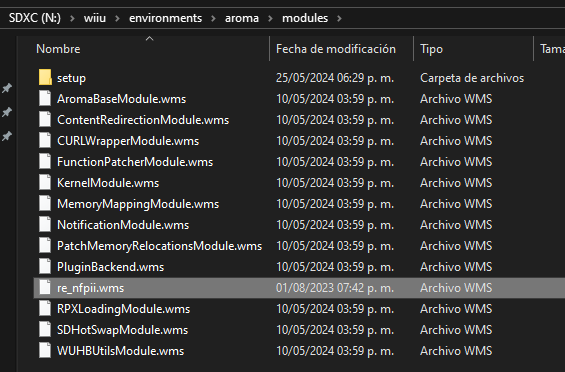 SDXC (N:) > wiiu > environments > aroma > modules >
Nombre Fecha de modificación Tipo Tama
setup 25/05/2024 06:29 p. m. Carpeta de archivos
AromaBaseModule.wms 10/05/2024 03:59 p. m. Archivo WMS
ContentRedirectionModule.wms 10/05/2024 03:59 p. m. Archivo WMS
CURLWrapperModule.wms 10/05/2024 03:59 p. m. Archivo WMS
FunctionPatcherModule.wms 10/05/2024 03:59 p. m. Archivo WMS
KernelModule.wms 10/05/2024 03:59 p. m. Archivo WMS
MemoryMappingModule.wms 10/05/2024 03:59 p. m. Archivo WMS
NotificationModule.wms 10/05/2024 03:59 p. m. Archivo WMS
PatchMemoryRelocationsModule.wms 10/05/2024 03:59 p. m. Archivo WMS
PluginBackend.wms 10/05/2024 03:59 p. m. Archivo WMS
re_nfpii.wms 01/08/2023 07:42 p. m. Archivo WMS
RPXLoadingModule.wms 10/05/2024 03:59 p. m. Archivo WMS
SDHotSwapModule.wms 10/05/2024 03:59 p. m. Archivo WMS
WUHBUtilsModule.wms 10/05/2024 03:59 p. m. Archivo WMS